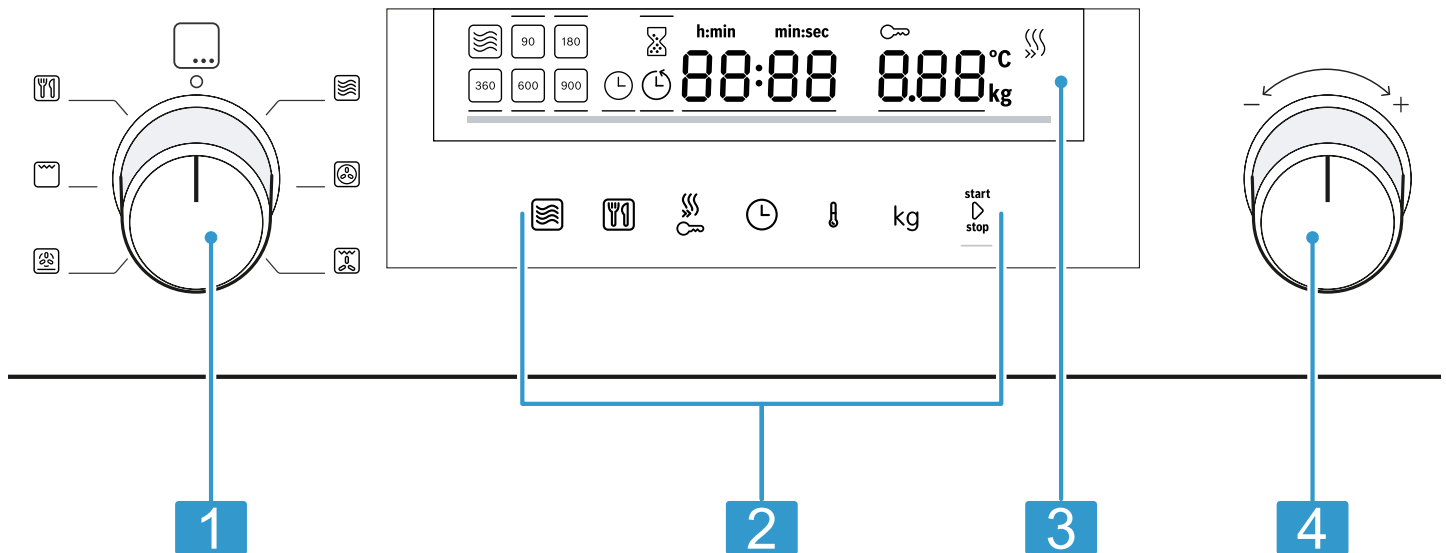 h:min min:sec
90 180
88:88 8.88 °C
360 600 900
kg
− +
kg
start
stop
1 2 3 4